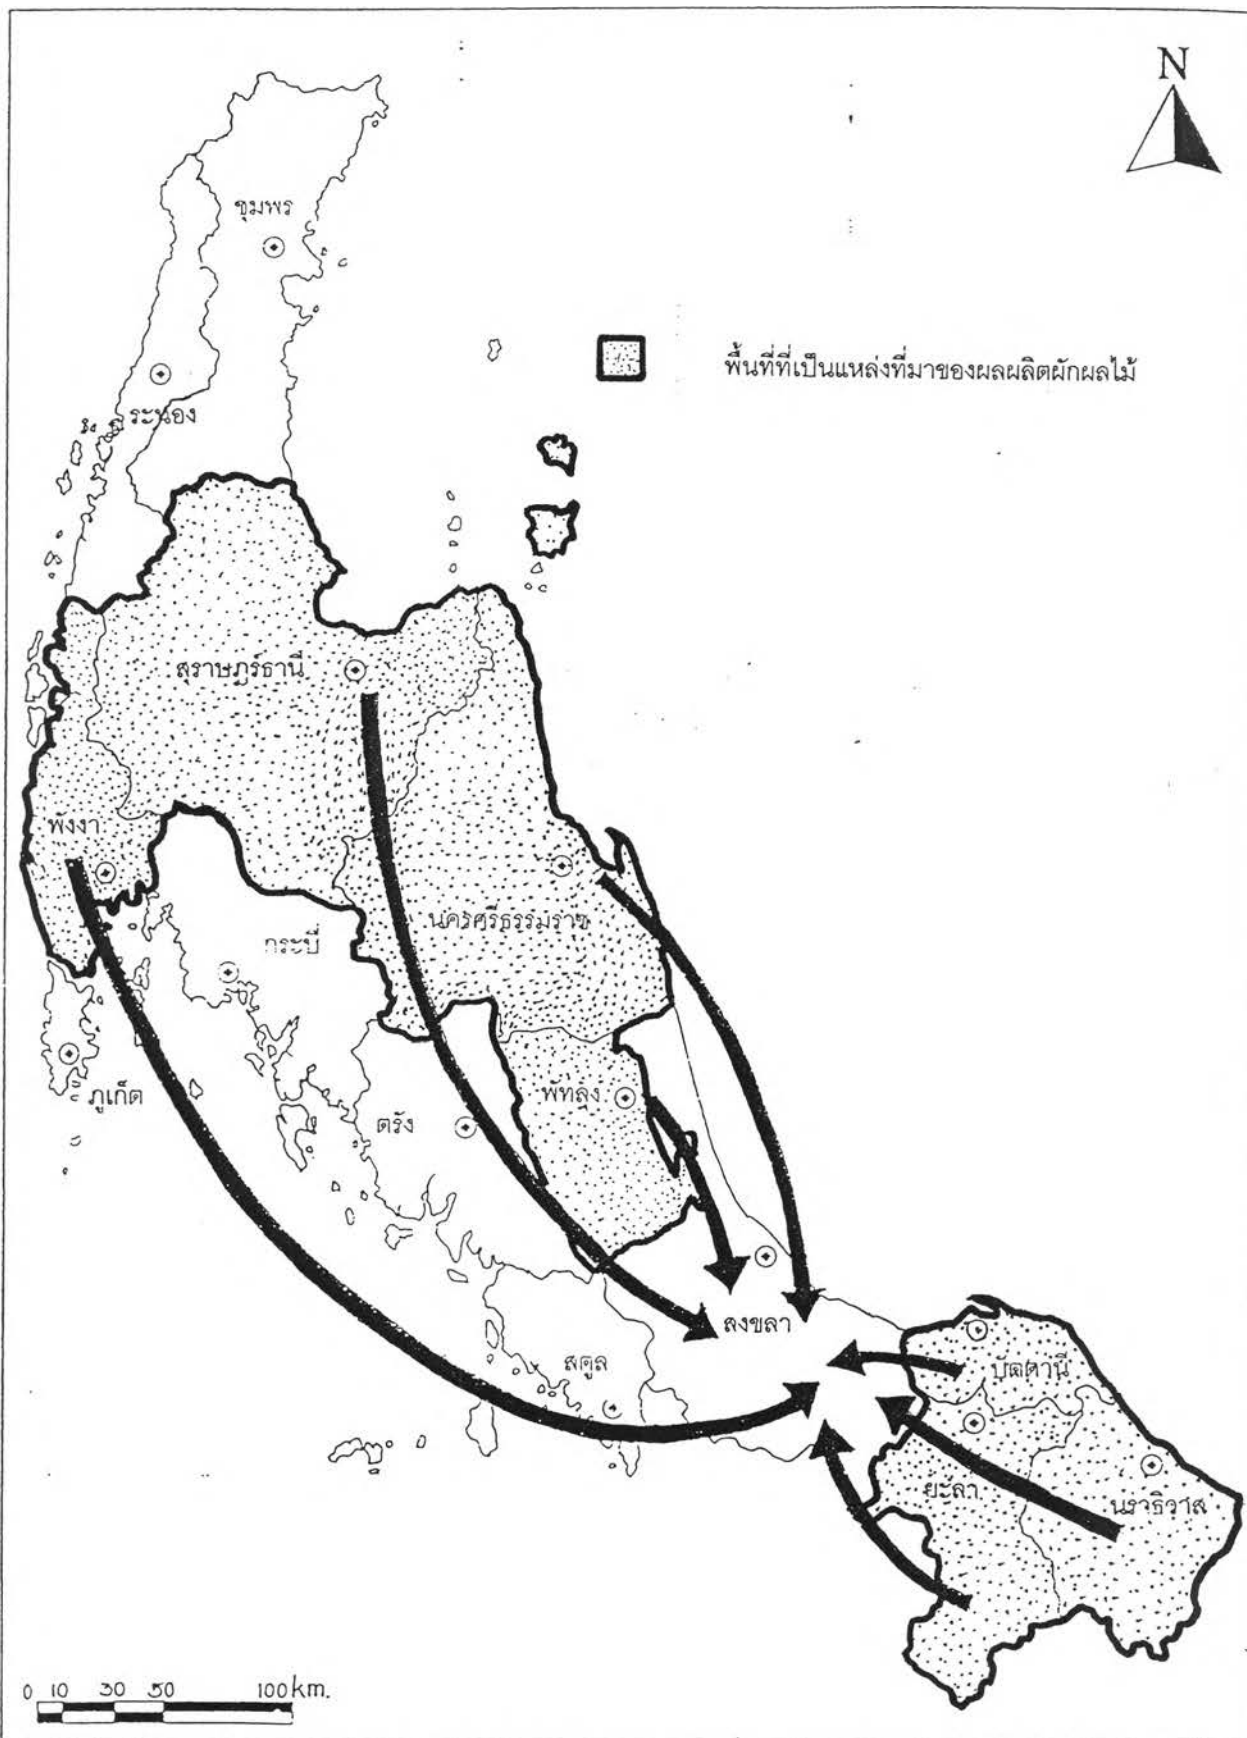 N
ชุมพร
พื้นที่ที่เป็นแหล่งที่มาของผลผลิตผักผลไม้
ระนอง
สุราษฎร์ธานี
พังงา
นครศรีธรรมราช
กระบี่
พัทลุง
ภูเก็ต
ตรัง
สงขลา
สตูล
ปัตตานี
ยะลา
นราธิวาส
0 10 30 50 100 km.